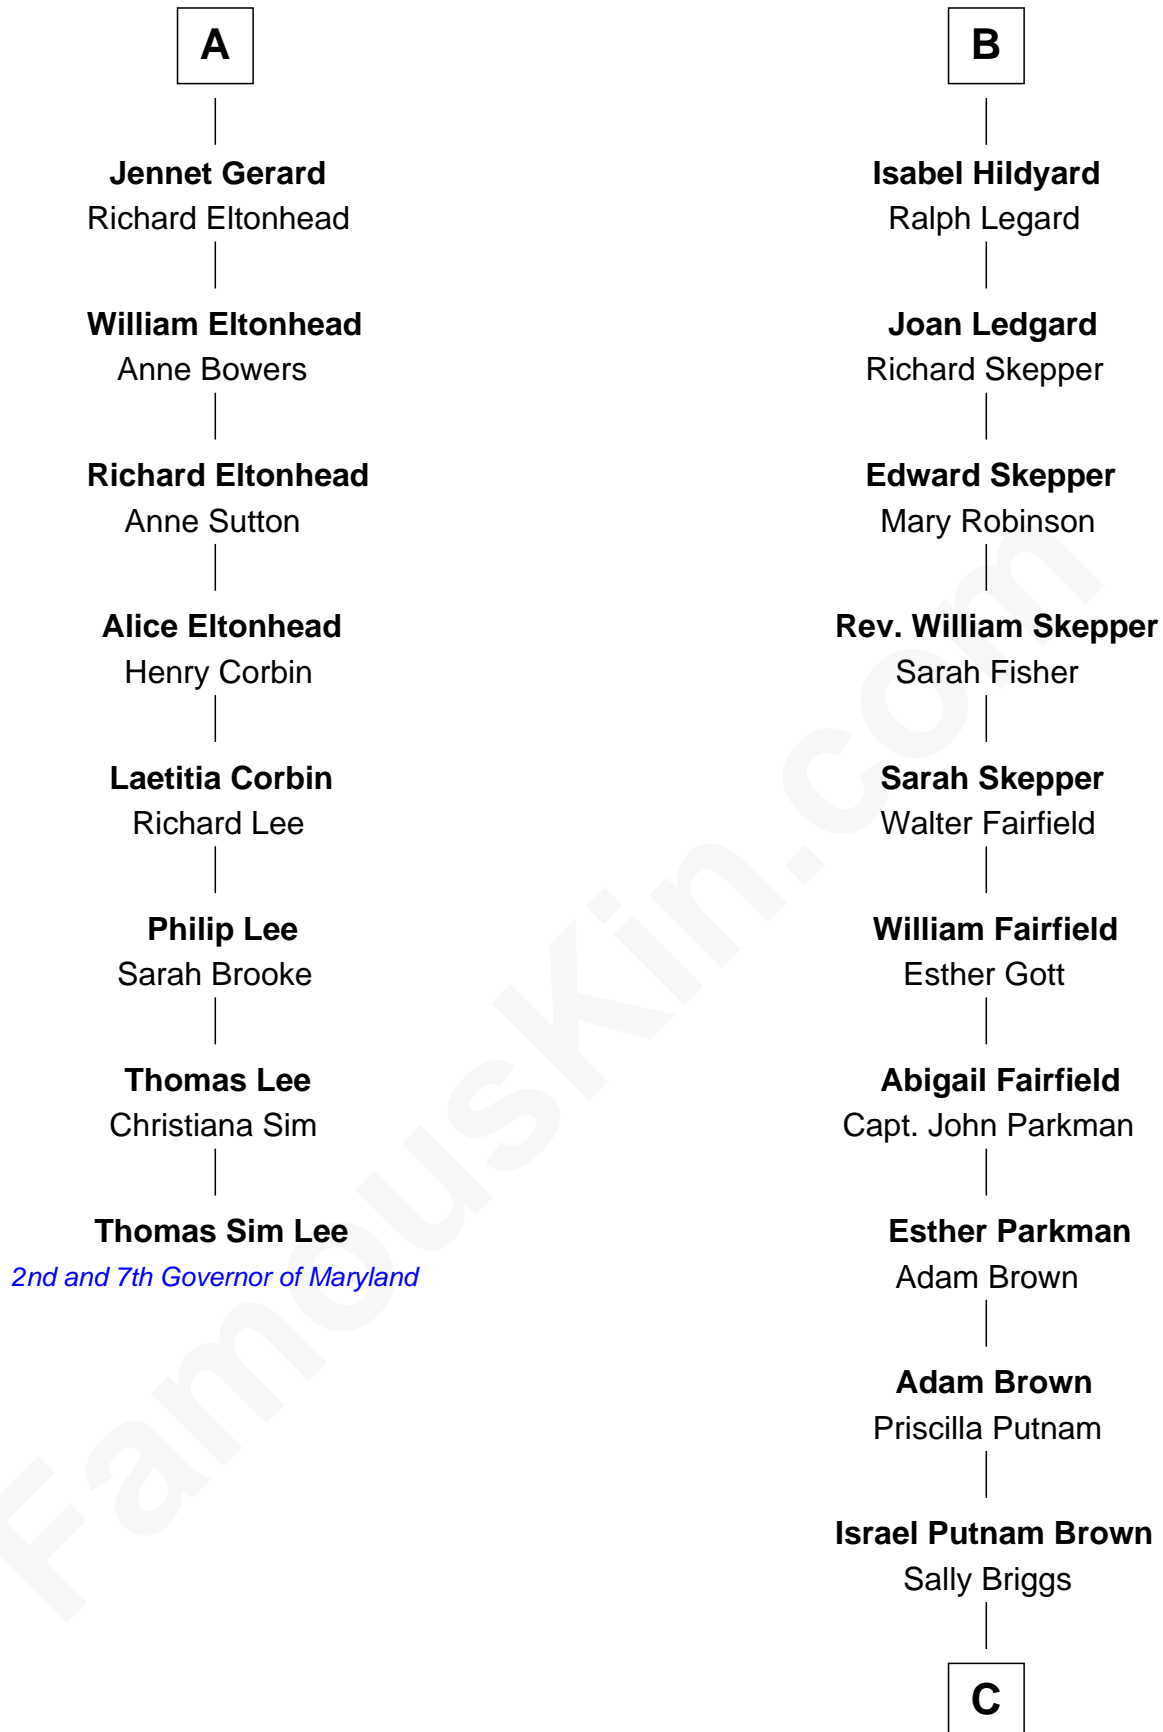 A
Jennet Gerard
Richard Eltonhead
William Eltonhead
Anne Bowers
Richard Eltonhead
Anne Sutton
Alice Eltonhead
Henry Corbin
Laetitia Corbin
Richard Lee
Philip Lee
Sarah Brooke
Thomas Lee
Christiana Sim
Thomas Sim Lee
2nd and 7th Governor of Maryland
B
Isabel Hildyard
Ralph Legard
Joan Ledgard
Richard Skepper
Edward Skepper
Mary Robinson
Rev. William Skepper
Sarah Fisher
Sarah Skepper
Walter Fairfield
William Fairfield
Esther Gott
Abigail Fairfield
Capt. John Parkman
Esther Parkman
Adam Brown
Adam Brown
Priscilla Putnam
Israel Putnam Brown
Sally Briggs
C
FamousKin.com